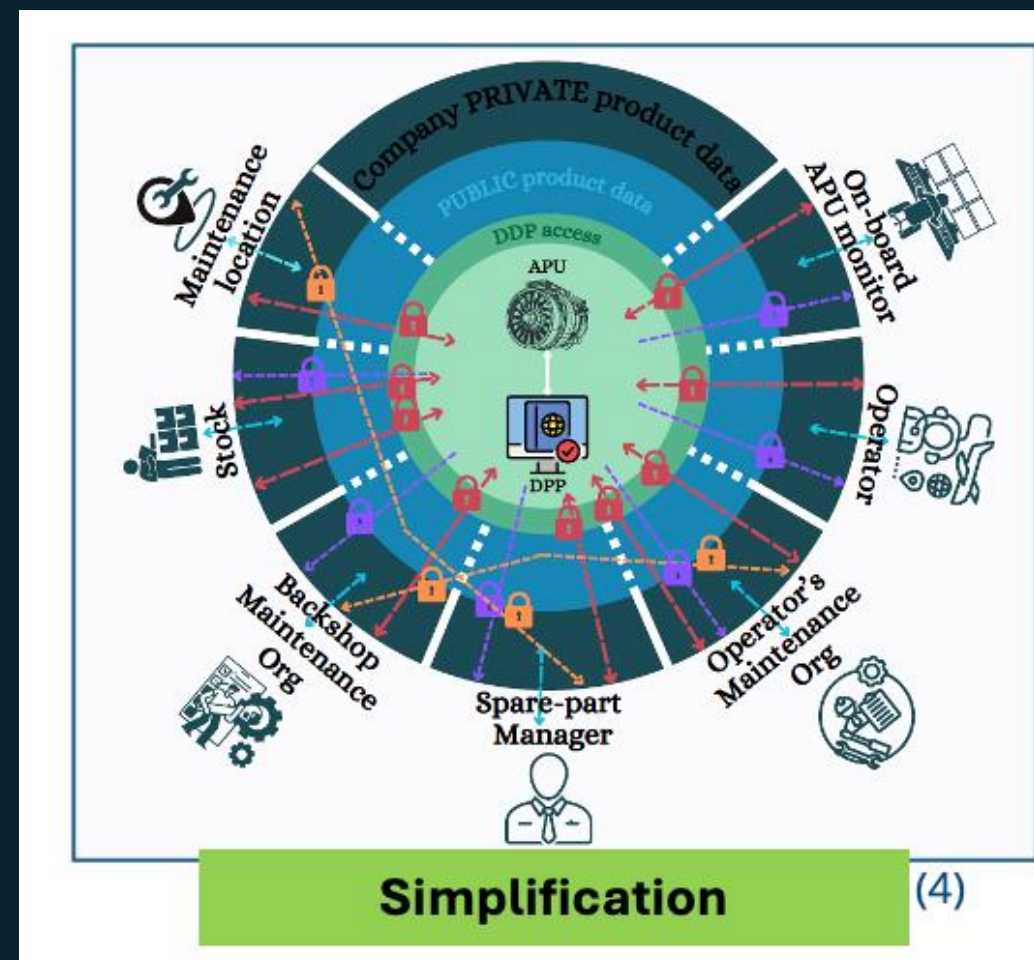 Company PRIVATE product data
PUBLIC product data
DDP access
APU
DPP
Maintenance
location
On-board
APU monitor
Stock
Operator
Backshop
Maintenance
Org
Operator's
Maintenance
Org
Spare-part
Manager
Simplification
(4)